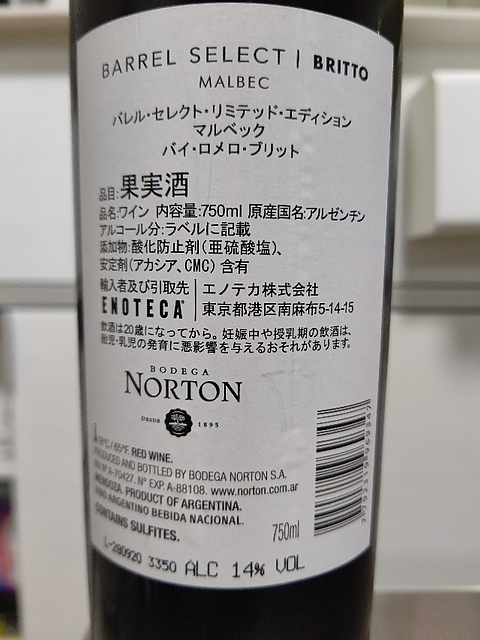 BARREL SELECT | BRITTO
MALBEC
バレル・セレクト・リミテッド・エディション
マルベック
バイ・ロメロ・ブリット
品目:果実酒
品名:ワイン 内容量:750ml 原産国名:アルゼンチン
アルコール分:ラベルに記載
添加物:酸化防止剤(亜硫酸塩)、
安定剤(アカシア、CMC) 含有
輸入者及び引取先 エノテカ株式会社
ENOTECA 東京都港区南麻布5-14-15
飲酒は20歳になってから。妊娠中や授乳期の飲酒は、
胎児・乳児の発育に悪影響を与えるおそれがあります。
BODEGA
NORTON
DESDE 1895
18°C / 65°F. RED WINE.
PRODUCED AND BOTTLED BY BODEGA NORTON S.A.
Nº A-70427. Nº EXP. A-88108. www.norton.com.ar
MENDOZA. PRODUCT OF ARGENTINA.
VINO ARGENTINO BEBIDA NACIONAL.
CONTAINS SULFITES.
750ml
L-280920 3350 ALC 14% VOL